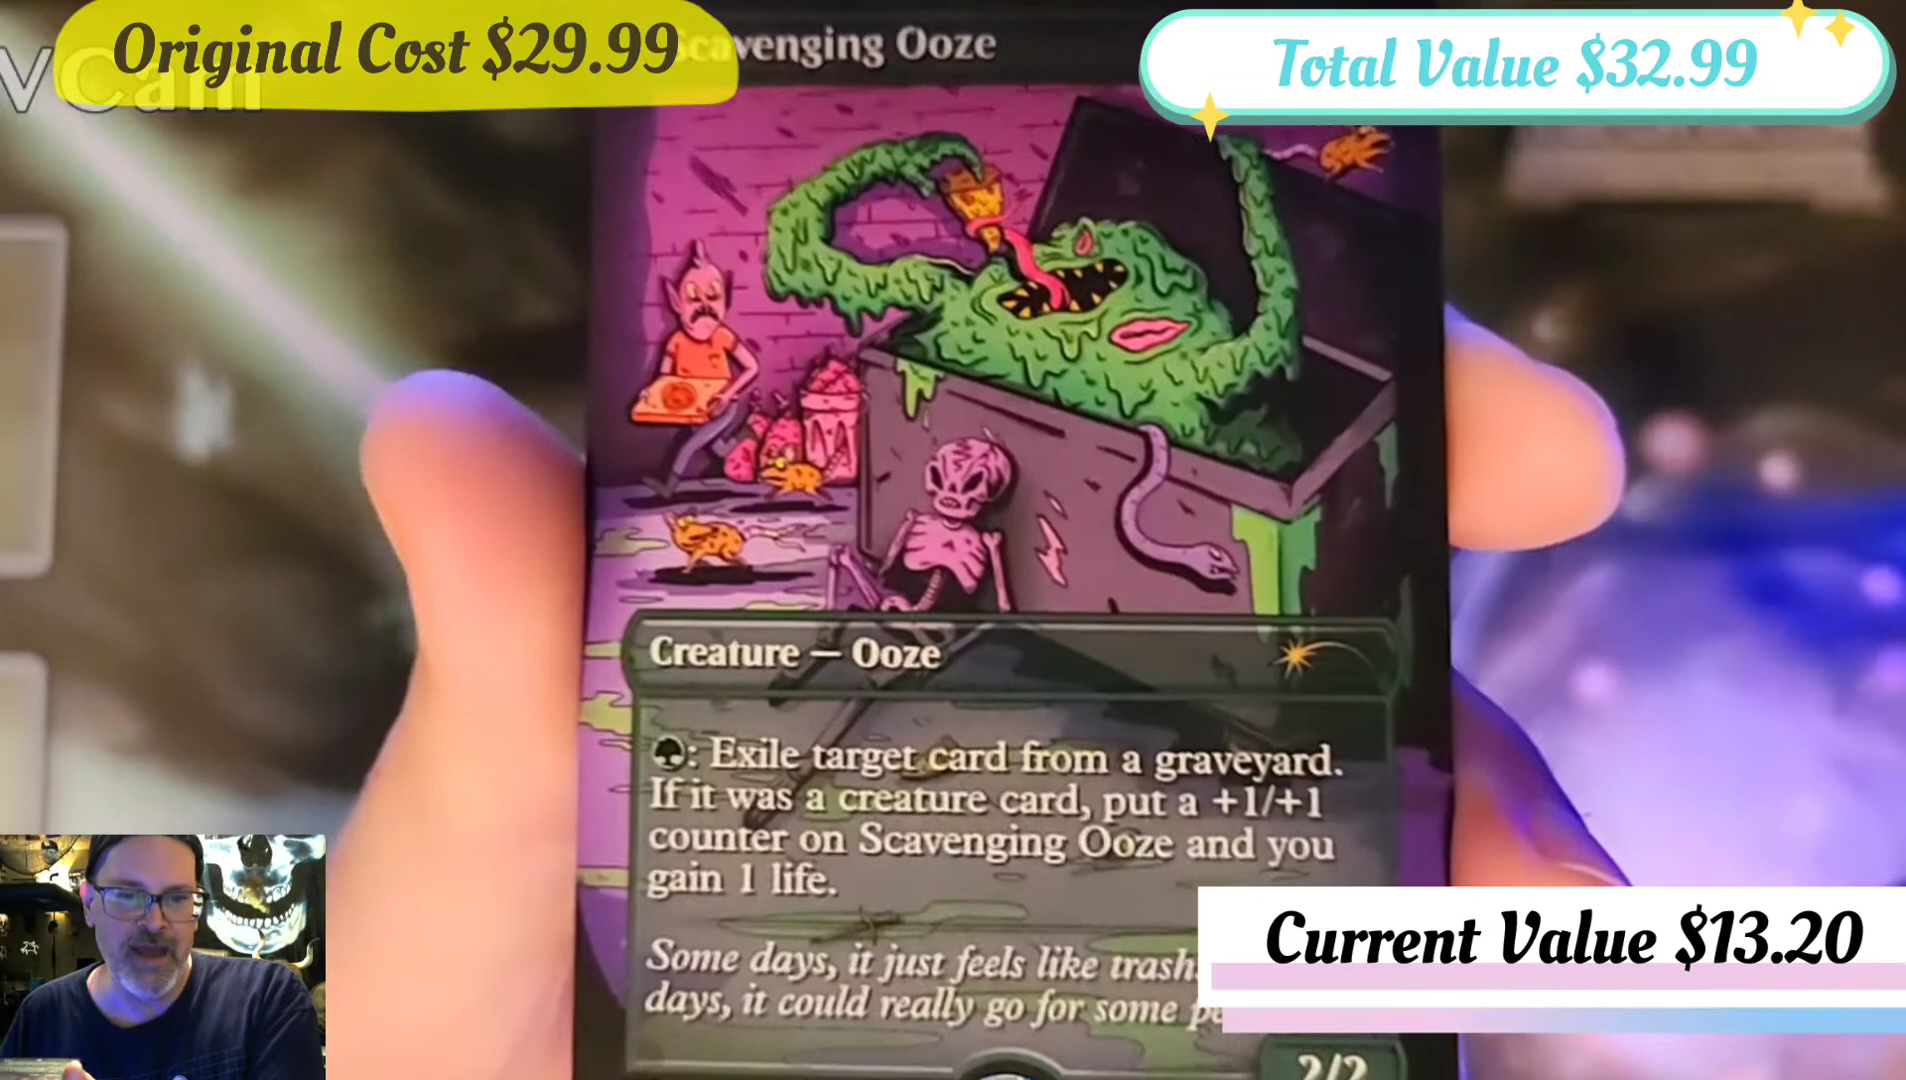 Original Cost $29.99
Scavenging Ooze
Total Value $32.99
Creature — Ooze
: Exile target card from a graveyard.
If it was a creature card, put a +1/+1
counter on Scavenging Ooze and you
gain 1 life.
Some days, it just feels like trash.
days, it could really go for some
2/2
Current Value $13.20